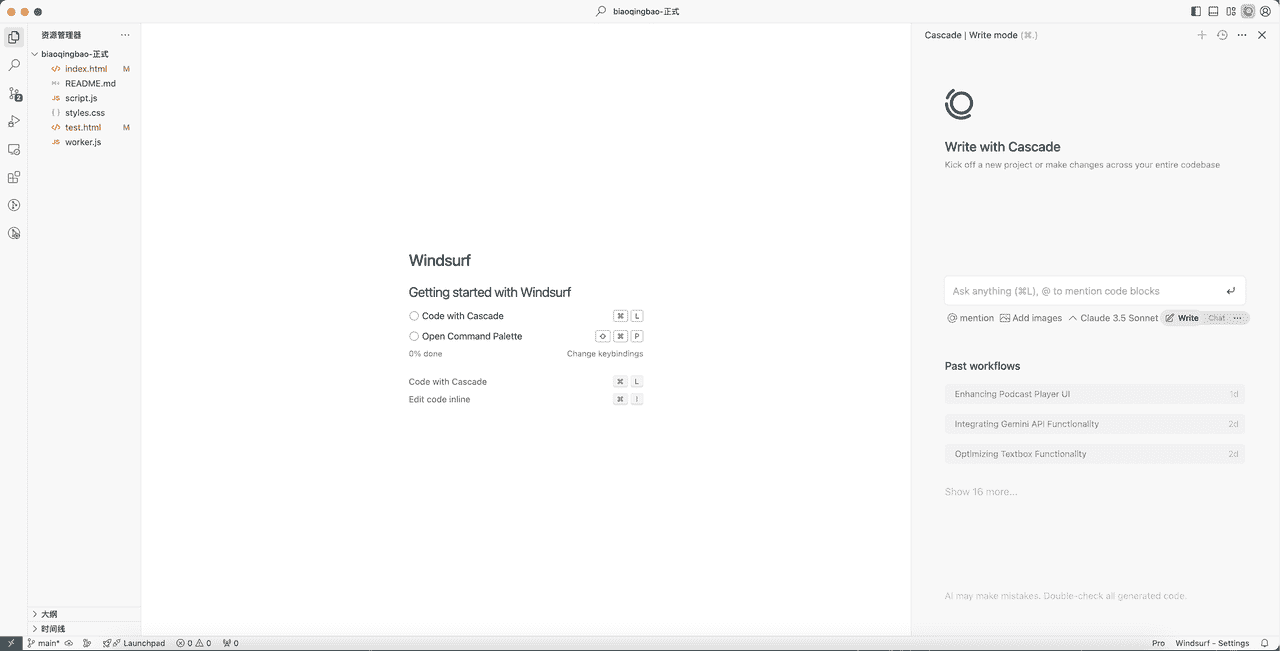 biaoqingbao-正式
资源管理器
biaoqingbao-正式
index.html M
README.md
JS script.js
{ } styles.css
test.html M
JS worker.js
大纲
时间线
Windsurf
Getting started with Windsurf
Code with Cascade ⌘ L
Open Command Palette ⇧ ⌘ P
0% done Change keybindings
Code with Cascade ⌘ L
Edit code inline ⌘ I
Cascade | Write mode (⌘.)
Write with Cascade
Kick off a new project or make changes across your entire codebase
Ask anything (⌘L), @ to mention code blocks
@ mention Add images Claude 3.5 Sonnet Write Chat ...
Past workflows
Enhancing Podcast Player UI 1d
Integrating Gemini API Functionality 2d
Optimizing Textbox Functionality 2d
Show 16 more...
AI may make mistakes. Double-check all generated code.
2
main* Launchpad 0 0 0 Pro Windsurf - Settings